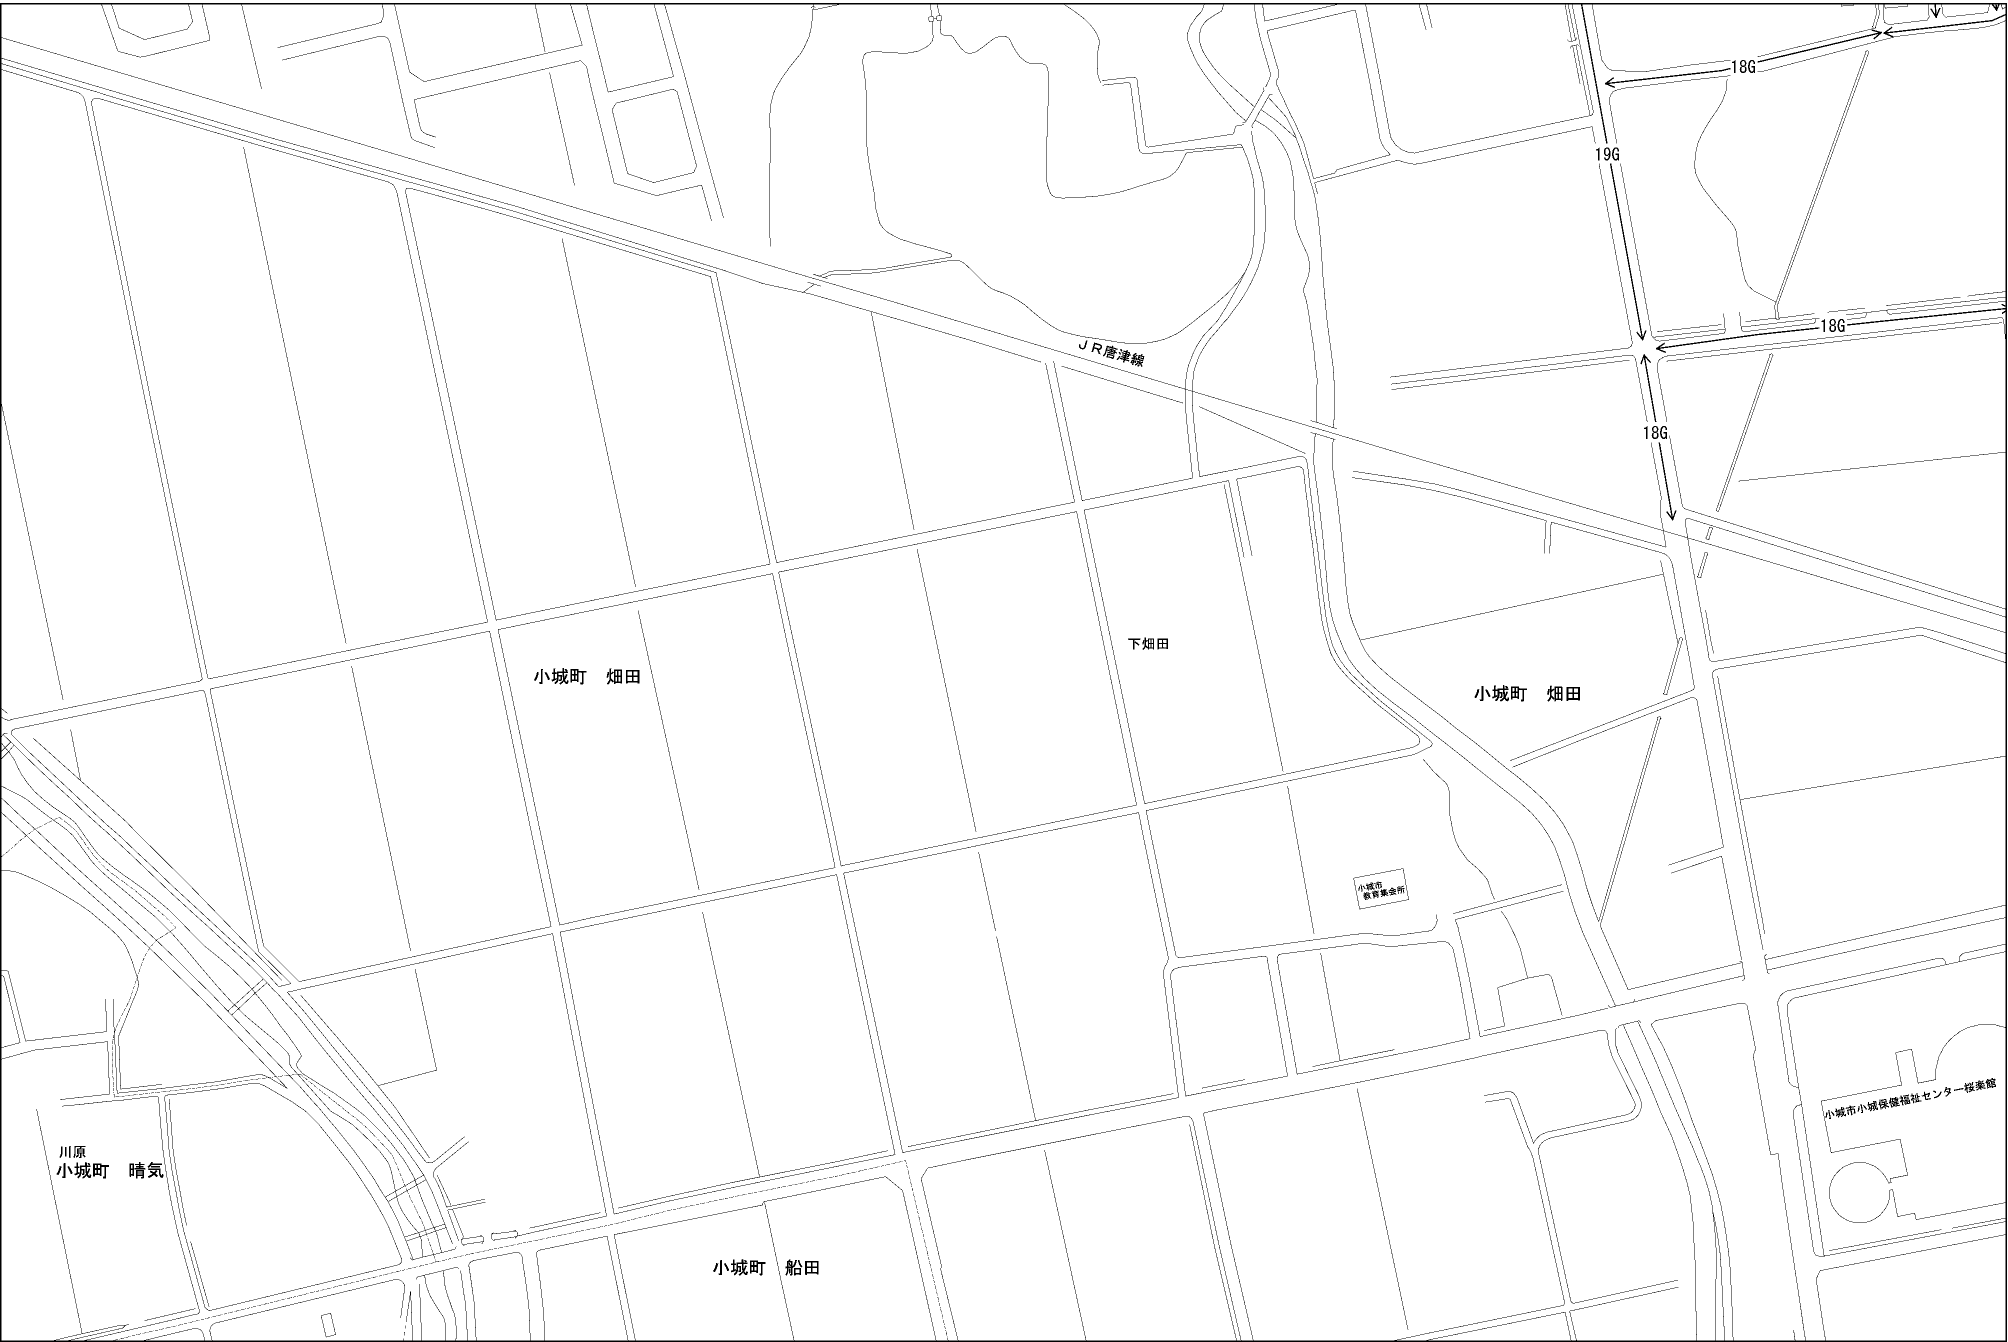 18G
19G
18G
JR唐津線
18G
下畑田
小城町　畑田
小城町　畑田
小城市
教育集会所
小城市小城保健福祉センター桜楽館
川原
小城町　晴気
小城町　船田